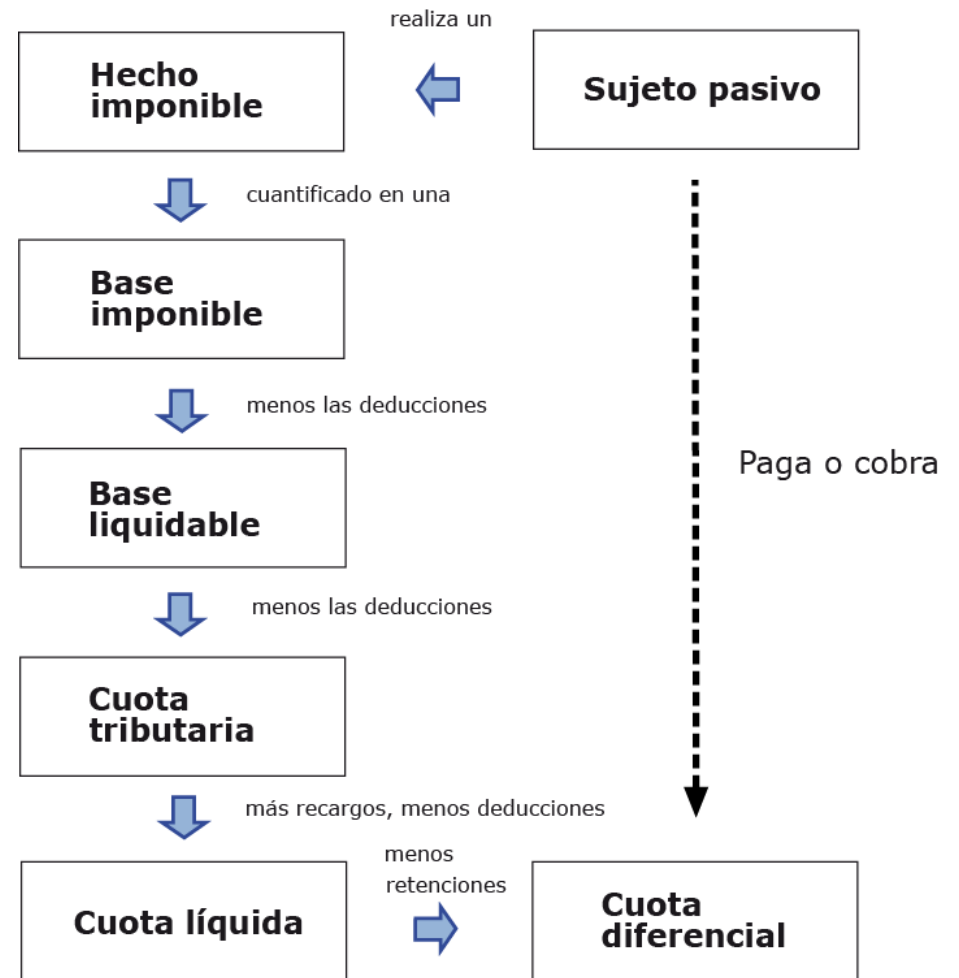 realiza un
Hecho
imponible
Sujeto pasivo
cuantificado en una
Base
imponible
menos las deducciones
Paga o cobra
Base
liquidable
menos las deducciones
Cuota
tributaria
más recargos, menos deducciones
menos
retenciones
Cuota líquida
Cuota
diferencial